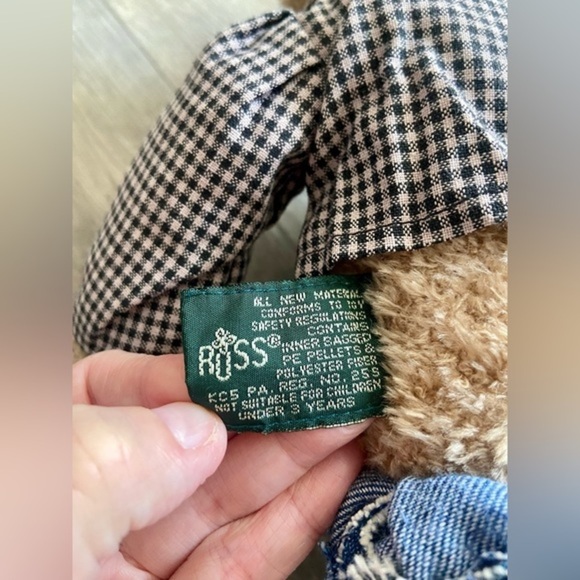 ALL NEW MATERIAL
CONFORMS TO TOY
SAFETY REGULATIONS
CONTAINS
ROSS® INNER BAGGED
PE PELLETS &
POLYESTER FIBER
KC5 PA. REG. NO. 255
NOT SUITABLE FOR CHILDREN
UNDER 3 YEARS